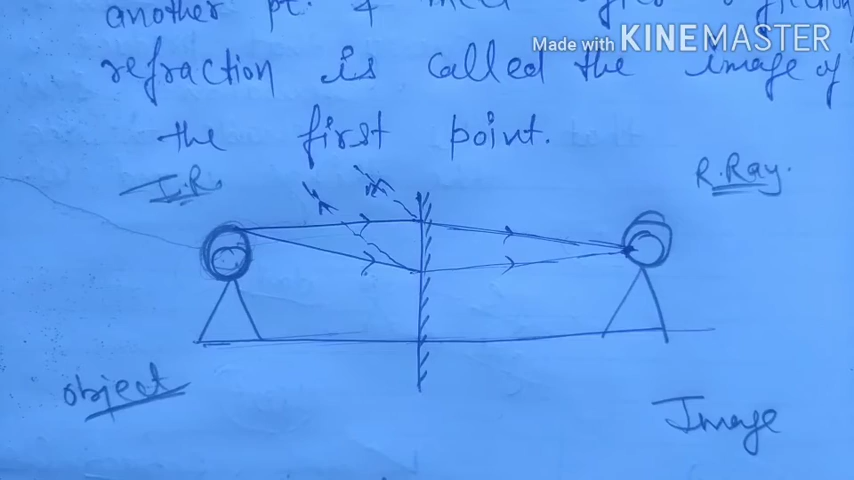 another pt. &
Made with KINEMASTER
refraction is called the image of
the first point.
I.R.
R.Ray.
object
Image